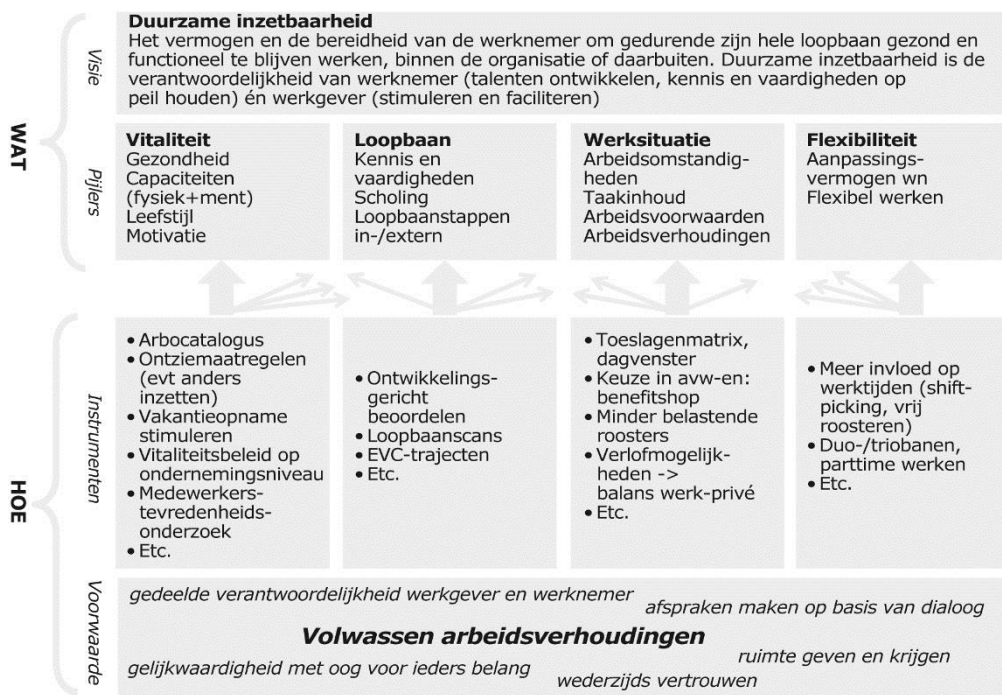 WAT
Visie
Duurzame inzetbaarheid
Het vermogen en de bereidheid van de werknemer om gedurende zijn hele loopbaan gezond en
functioneel te blijven werken, binnen de organisatie of daarbuiten. Duurzame inzetbaarheid is de
verantwoordelijkheid van werknemer (talenten ontwikkelen, kennis en vaardigheden op
peil houden) én werkgever (stimuleren en faciliteren)
Pijlers
Vitaliteit
Gezondheid
Capaciteiten
(fysiek+ment)
Leefstijl
Motivatie
Loopbaan
Kennis en
vaardigheden
Scholing
Loopbaanstappen
in-/extern
Werksituatie
Arbeidsomstandig-
heden
Taakinhoud
Arbeidsvoorwaarden
Arbeidsverhoudingen
Flexibiliteit
Aanpassings-
vermogen wn
Flexibel werken
HOE
Instrumenten
• Arbocatalogus
• Ontziemaatregelen
(evt anders
inzetten)
• Vakantieopname
stimuleren
• Vitaliteitsbeleid op
ondernemingsniveau
• Medewerkers-
tevredenheids-
onderzoek
• Etc.
• Ontwikkelings-
gericht
beoordelen
• Loopbaanscans
• EVC-trajecten
• Etc.
• Toeslagenmatrix,
dagvenster
• Keuze in avw-en:
benefitshop
• Minder belastende
roosters
• Verlofmogelijk-
heden ->
balans werk-privé
• Etc.
• Meer invloed op
werktijden (shift-
picking, vrij
roosteren)
• Duo-/triobanen,
parttime werken
• Etc.
Voorwaarde
gedeelde verantwoordelijkheid werkgever en werknemer
afspraken maken op basis van dialoog
Volwassen arbeidsverhoudingen
ruimte geven en krijgen
gelijkwaardigheid met oog voor ieders belang
wederzijds vertrouwen